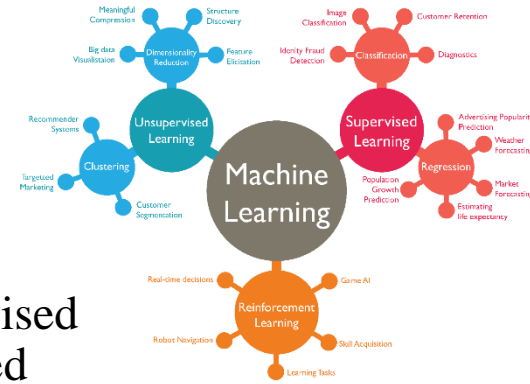 Meaningful
Compression
Structure
Discovery
Big data
Visualistaion
Dimensionality
Reduction
Feature
Elicitation
Image
Classification
Customer Retention
Idenity Fraud
Detection
Classification
Diagnostics
Recommender
Systems
Unsupervised
Learning
Supervised
Learning
Advertising Popularit
Prediction
Weather
Forecasting
Clustering
Machine
Learning
Regression
Targetted
Marketing
Customer
Segmentation
Population
Growth
Prediction
Market
Forecasting
Estimating
life expectancy
Real-time decisions
Game AI
Reinforcement
Learning
Robot Navigation
Skill Acquisition
Learning Tasks
ised
ed